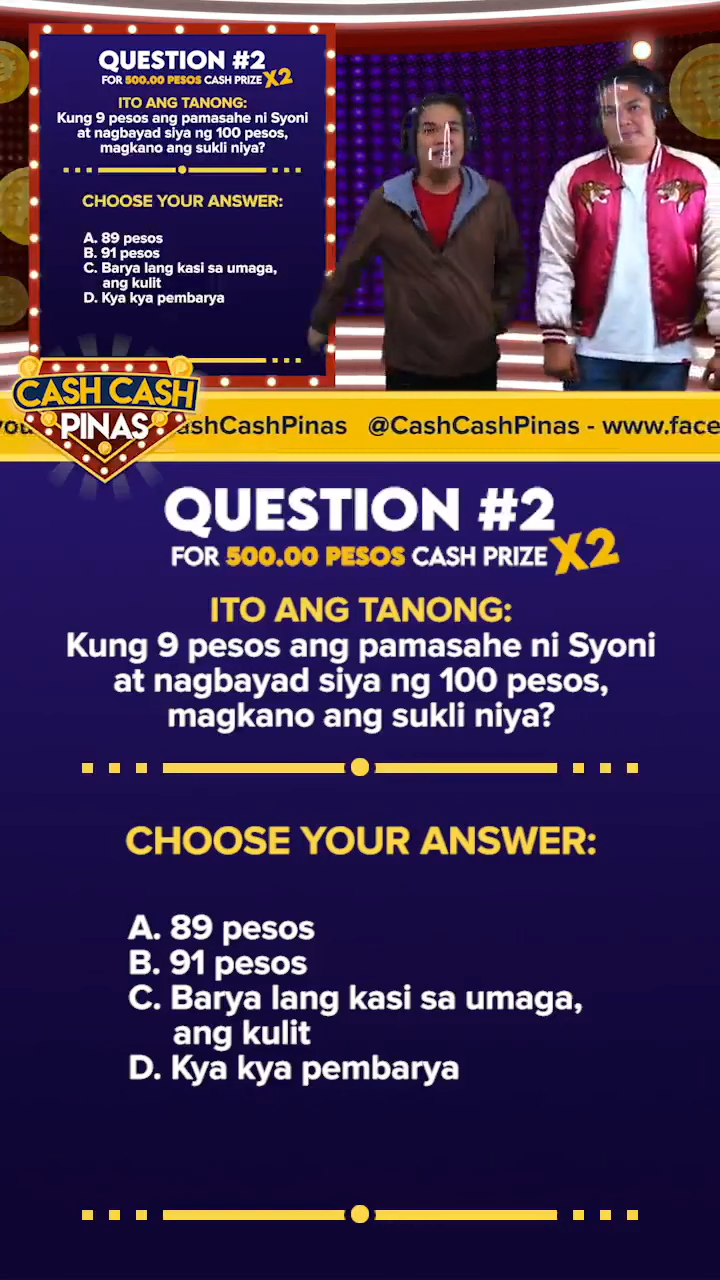 QUESTION #2
FOR 500.00 PESOS CASH PRIZE X2
ITO ANG TANONG:
Kung 9 pesos ang pamasahe ni Syoni
at nagbayad siya ng 100 pesos,
magkano ang sukli niya?
CHOOSE YOUR ANSWER:
A. 89 pesos
B. 91 pesos
C. Barya lang kasi sa umaga,
ang kulit
D. Kya kya pembarya
CASH CASH
PINAS
ashCashPinas @CashCashPinas - www.face
QUESTION #2
FOR 500.00 PESOS CASH PRIZE X2
ITO ANG TANONG:
Kung 9 pesos ang pamasahe ni Syoni
at nagbayad siya ng 100 pesos,
magkano ang sukli niya?
CHOOSE YOUR ANSWER:
A. 89 pesos
B. 91 pesos
C. Barya lang kasi sa umaga,
ang kulit
D. Kya kya pembarya